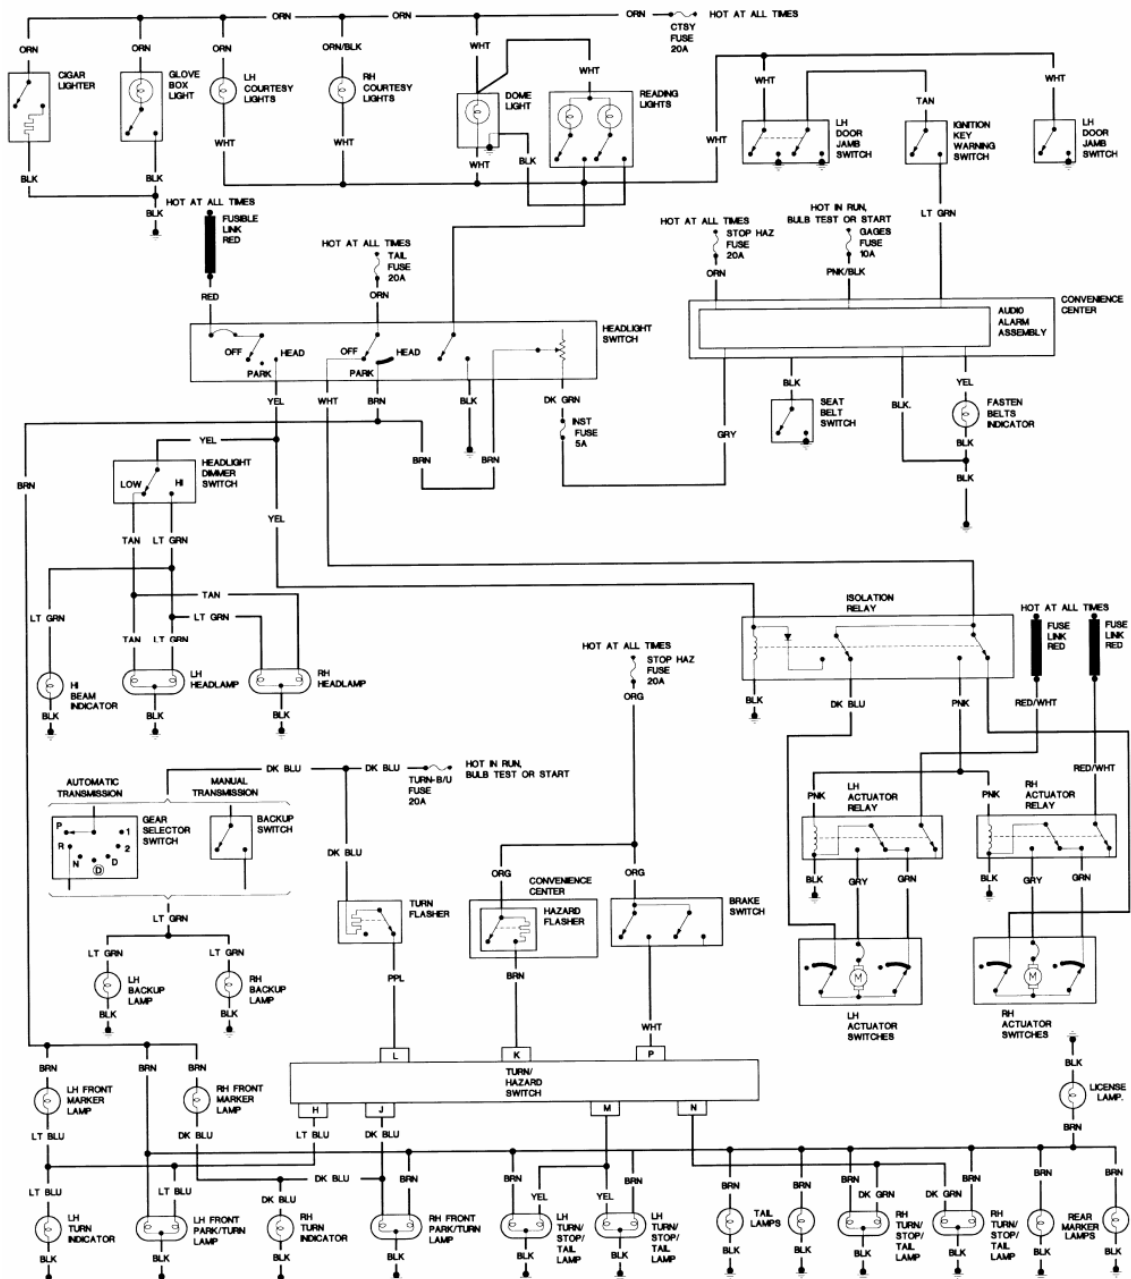 ORN
ORN
ORN
ORN
CTSY
FUSE
20A
HOT AT ALL TIMES
ORN
ORN
ORN
ORN/BLK
WHT
WHT
WHT
WHT
CIGAR
LIGHTER
GLOVE
BOX
LIGHT
LH
COURTESY
LIGHTS
RH
COURTESY
LIGHTS
DOME
LIGHT
READING
LIGHTS
TAN
LH
DOOR
JAMB
SWITCH
IGNITION
KEY
WARNING
SWITCH
LH
DOOR
JAMB
SWITCH
WHT
WHT
WHT
WHT
BLK
BLK
BLK
BLK
HOT AT ALL TIMES
FUSIBLE
LINK
RED
HOT AT ALL TIMES
TAIL
FUSE
20A
HOT AT ALL TIMES
STOP HAZ
FUSE
20A
HOT IN RUN,
BULB TEST OR START
GAGES
FUSE
10A
LT GRN
RED
ORN
ORN
PNK/BLK
HEADLIGHT
SWITCH
CONVENIENCE
CENTER
AUDIO
ALARM
ASSEMBLY
OFF
HEAD
PARK
OFF
HEAD
PARK
YEL
WHT
BRN
BLK
DK GRN
INST
FUSE
5A
BLK
SEAT
BELT
SWITCH
BLK.
YEL
FASTEN
BELTS
INDICATOR
BLK
BLK
GRY
YEL
BRN
BRN
BRN
HEADLIGHT
DIMMER
SWITCH
LOW
HI
YEL
TAN
LT GRN
TAN
LT GRN
LT GRN
TAN
LT GRN
HI
BEAM
INDICATOR
LH
HEADLAMP
RH
HEADLAMP
BLK
BLK
BLK
ISOLATION
RELAY
HOT AT ALL TIMES
FUSE
LINK
RED
FUSE
LINK
RED
HOT AT ALL TIMES
STOP HAZ
FUSE
20A
ORG
BLK
DK BLU
PNK
RED/WHT
RED/WHT
DK BLU
DK BLU
TURN-B/U
FUSE
20A
HOT IN RUN,
BULB TEST OR START
AUTOMATIC
TRANSMISSION
MANUAL
TRANSMISSION
P
R
N
D
D
2
1
GEAR
SELECTOR
SWITCH
BACKUP
SWITCH
DK BLU
PNK
LH
ACTUATOR
RELAY
PNK
RH
ACTUATOR
RELAY
BLK
GRY
GRN
BLK
GRY
GRN
LT GRN
LT GRN
LT GRN
LH
BACKUP
LAMP
RH
BACKUP
LAMP
BLK
BLK
TURN
FLASHER
ORG
CONVENIENCE
CENTER
HAZARD
FLASHER
ORG
BRAKE
SWITCH
PPL
BRN
WHT
M
M
LH
ACTUATOR
SWITCHES
RH
ACTUATOR
SWITCHES
L
K
P
TURN/
HAZARD
SWITCH
H
J
M
N
BRN
BRN
BRN
LH FRONT
MARKER
LAMP
RH FRONT
MARKER
LAMP
LT BLU
DK BLU
LT BLU
DK BLU
BLK
LICENSE
LAMP.
BRN
LT BLU
LT BLU
DK BLU
DK BLU
BRN
BRN
YEL
YEL
BRN
BRN
BRN
DK GRN
DK GRN
BRN
BRN
BRN
LH
TURN
INDICATOR
LH FRONT
PARK/TURN
LAMP
RH
TURN
INDICATOR
RH FRONT
PARK/TURN
LAMP
LH
TURN/
STOP/
TAIL
LAMP
LH
TURN/
STOP/
TAIL
LAMP
TAIL
LAMPS
RH
TURN/
STOP/
TAIL
LAMP
RH
TURN/
STOP/
TAIL
LAMP
REAR
MARKER
LAMPS
BLK
BLK
BLK
BLK
BLK
BLK
BLK
BLK
BLK
BLK
BLK
BLK